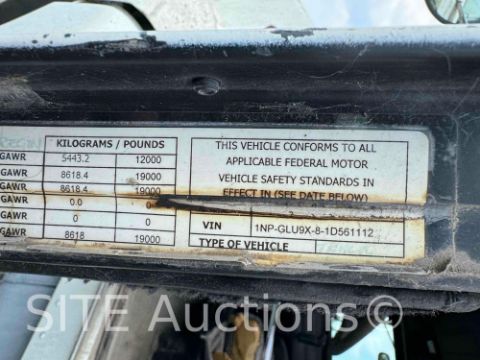 KILOGRAMS / POUNDS
GAWR 5443.2 12000
GAWR 8618.4 19000
GAWR 8618.4 19000
GAWR 0.0 0
GAWR 0 0
GAWR 8618 19000
THIS VEHICLE CONFORMS TO ALL
APPLICABLE FEDERAL MOTOR
VEHICLE SAFETY STANDARDS IN
EFFECT IN (SEE DATE BELOW)
VIN 1NP-GLU9X-8-1D561112
TYPE OF VEHICLE
© SITE Auctions®